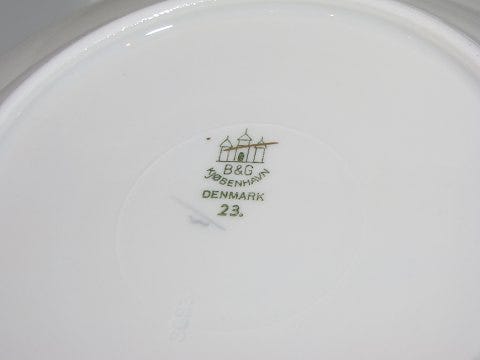 B&G
KJØBENHAVN
DENMARK
23.